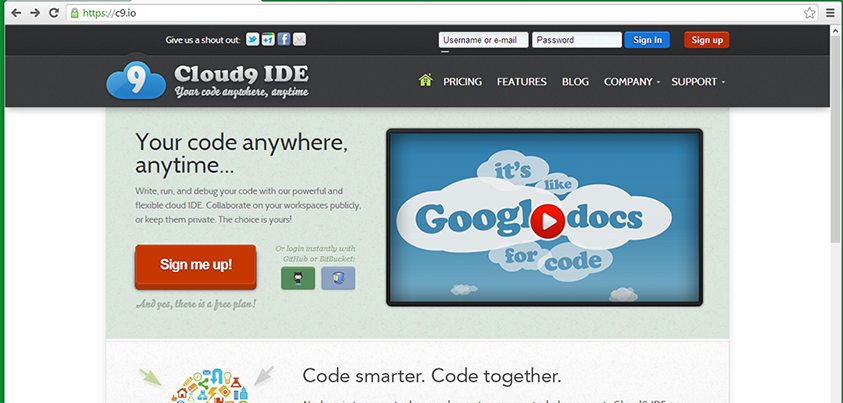 https://c9.io
Give us a shout out:
Username or e-mail
Password
Sign In
Sign up
9
Cloud9 IDE
Your code anywhere, anytime
PRICING
FEATURES
BLOG
COMPANY
SUPPORT
Your code anywhere,
anytime...
Write, run, and debug your code with our powerful and
flexible cloud IDE. Collaborate on your workspaces publicly,
or keep them private. The choice is yours!
Sign me up!
Or login instantly with
GitHub or BitBucket:
And yes, there is a free plan!
it's
like
Googl
docs
for
code
Code smarter. Code together.